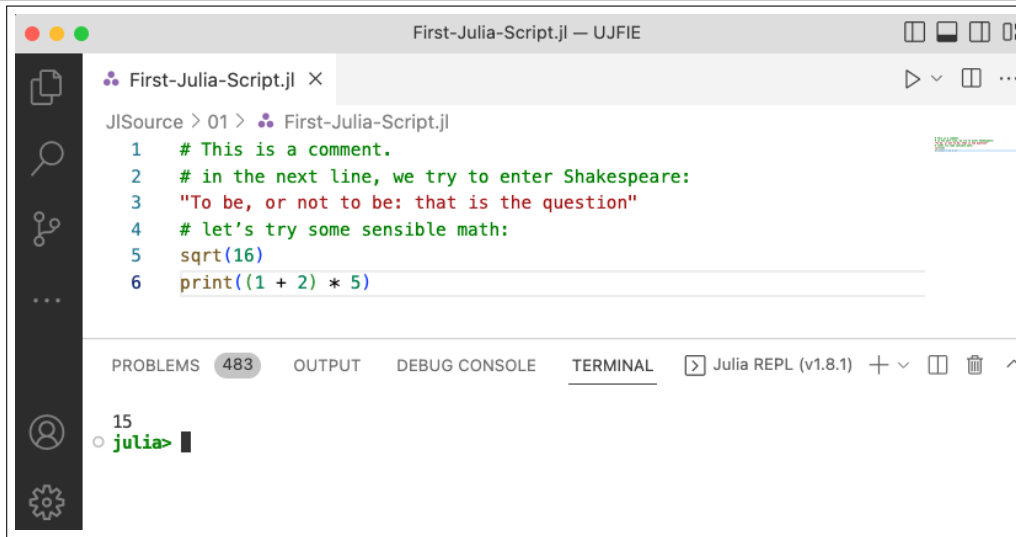 First-Julia-Script.jl — UJFIE
First-Julia-Script.jl ×
JlSource > 01 > First-Julia-Script.jl
1 # This is a comment.
2 # in the next line, we try to enter Shakespeare:
3 "To be, or not to be: that is the question"
4 # let’s try some sensible math:
5 sqrt(16)
6 print((1 + 2) * 5)
PROBLEMS 483 OUTPUT DEBUG CONSOLE TERMINAL Julia REPL (v1.8.1)
15
julia>